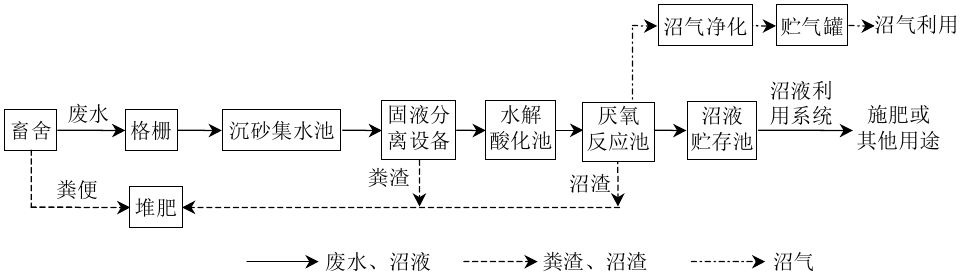 沼气净化
贮气罐
沼气利用
畜舍
废水
格栅
沉砂集水池
固液分
离设备
水解
酸化池
厌氧
反应池
沼液
贮存池
沼液利
用系统
施肥或
其他用途
粪便
堆肥
粪渣
沼渣
废水、沼液
粪渣、沼渣
沼气